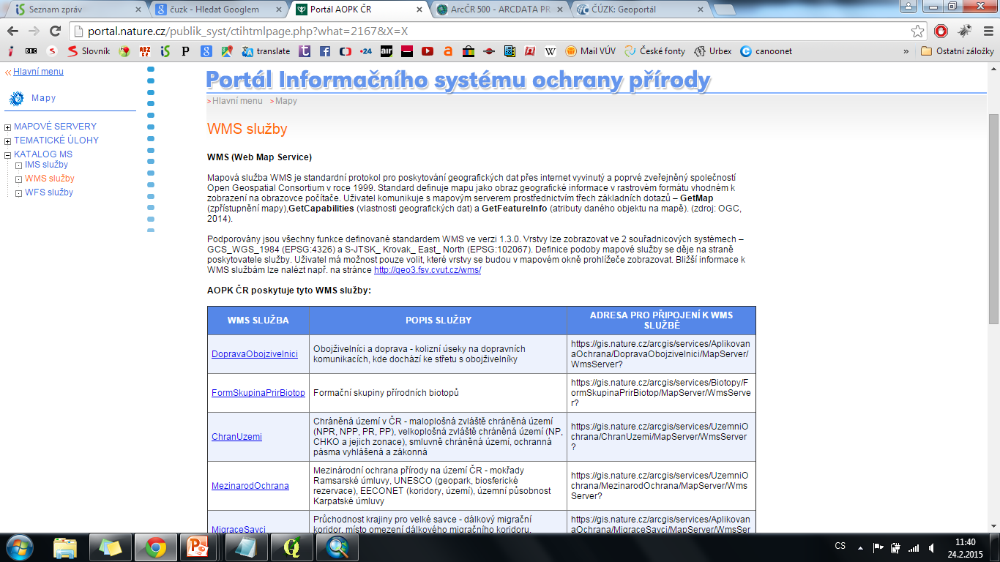 Seznam zpráv
čuzk - Hledat Googlem
Portál AOPK ČR
ArcČR 500 - ARCDATA PR
ČÚZK: Geoportál
portal.nature.cz/publik_syst/ctihtmlpage.php?what=2167&X=X
Slovník
translate
Mail VÚV
České fonty
Urbex
canoonet
»
Ostatní záložky
Hlavní menu
Mapy
MAPOVÉ SERVERY
TEMATICKÉ ÚLOHY
KATALOG MS
IMS služby
WMS služby
WFS služby
Portál Informačního systému ochrany přírody
> Hlavní menu > Mapy
WMS služby
WMS (Web Map Service)
Mapová služba WMS je standardní protokol pro poskytování geografických dat přes internet vyvinutý a poprvé zveřejněný společností
Open Geospatial Consortium v roce 1999. Standard definuje mapu jako obraz geografické informace v rastrovém formátu vhodném k
zobrazení na obrazovce počítače. Uživatel komunikuje s mapovým serverem prostřednictvím třech základních dotazů – GetMap
(zpřístupnění mapy),GetCapabilities (vlastnosti geografických dat) a GetFeatureInfo (atributy daného objektu na mapě). (zdroj: OGC,
2014).
Podporovány jsou všechny funkce definované standardem WMS ve verzi 1.3.0. Vrstvy lze zobrazovat ve 2 souřadnicových systémech –
GCS_WGS_1984 (EPSG:4326) a S-JTSK_ Krovak_ East_ North (EPSG:102067). Definice podoby mapové služby se děje na straně
poskytovatele služby. Uživatel má možnost pouze volit, které vrstvy se budou v mapovém okně prohlížeče zobrazovat. Bližší informace k
WMS službám lze nalézt např. na stránce http://geo3.fsv.cvut.cz/wms/
AOPK ČR poskytuje tyto WMS služby:
WMS SLUŽBA
POPIS SLUŽBY
ADRESA PRO PŘIPOJENÍ K WMS
SLUŽBĚ
DopravaObojzivelnici
Obojživelníci a doprava - kolizní úseky na dopravních
komunikacích, kde dochází ke střetu s obojživelníky
https://gis.nature.cz/arcgis/services/Aplikovan
aOchrana/DopravaObojzivelnici/MapServer/
WmsServer?
FormSkupinaPrirBiotop
Formační skupiny přírodních biotopů
https://gis.nature.cz/arcgis/services/Biotopy/F
ormSkupinaPrirBiotop/MapServer/WmsServe
r?
ChranUzemi
Chráněná území v ČR - maloplošná zvláště chráněná území
(NPR, NPP, PR, PP), velkoplošná zvláště chráněná území (NP,
CHKO a jejich zonace), smluvně chráněná území, ochranná
pásma vyhlášená a zákonná
https://gis.nature.cz/arcgis/services/UzemniO
chrana/ChranUzemi/MapServer/WmsServer
?
MezinarodOchrana
Mezinárodní ochrana přírody na území ČR - mokřady
Ramsarské úmluvy, UNESCO (geopark, biosferické
rezervace), EECONET (koridory, území), územní působnost
Karpatské úmluvy
https://gis.nature.cz/arcgis/services/UzemniO
chrana/MezinarodOchrana/MapServer/Wms
Server?
MigraceSavci
Průchodnost krajiny pro velké savce - dálkový migrační
koridor, místo omezení dálkového migračního koridoru,
https://gis.nature.cz/arcgis/services/Aplikovan
aOchrana/MigraceSavci/MapServer/WmsSer
CS
11:40
24.2.2015